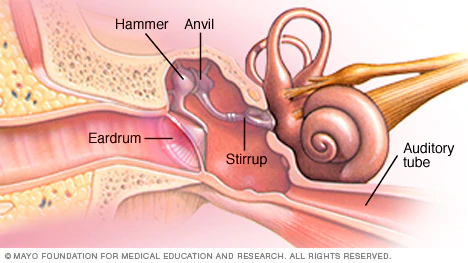 Hammer Anvil
Eardrum
Stirrup
Auditory
tube
© MAYO FOUNDATION FOR MEDICAL EDUCATION AND RESEARCH. ALL RIGHTS RESERVED.